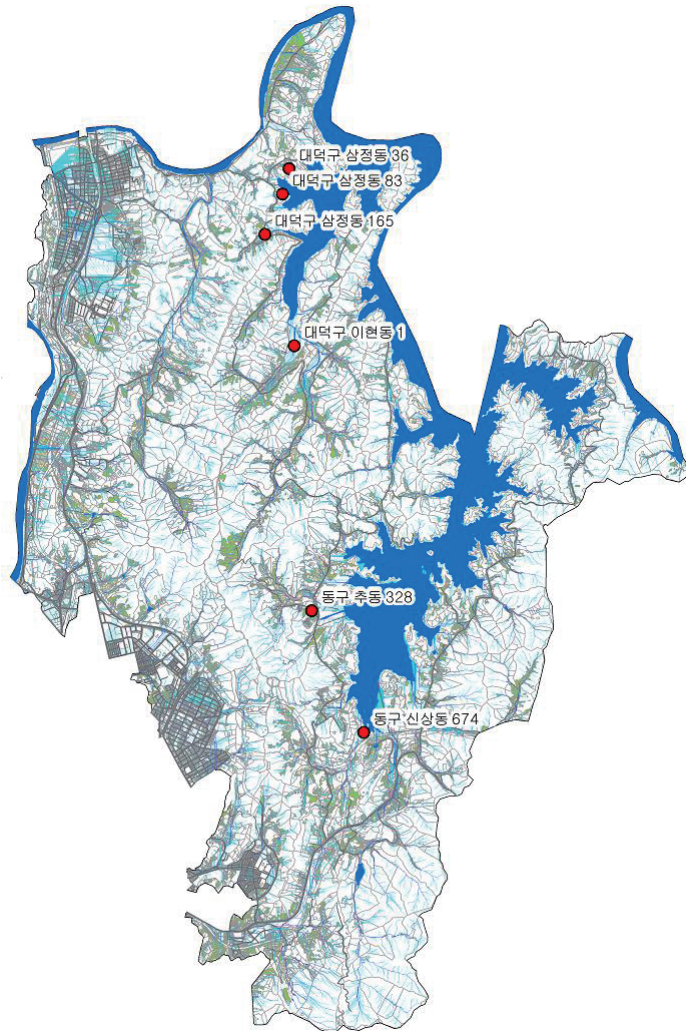 대덕구 삼정동 36
대덕구 삼정동 83
대덕구 삼정동 165
대덕구 이현동 1
동구 추동 328
동구 신상동 674